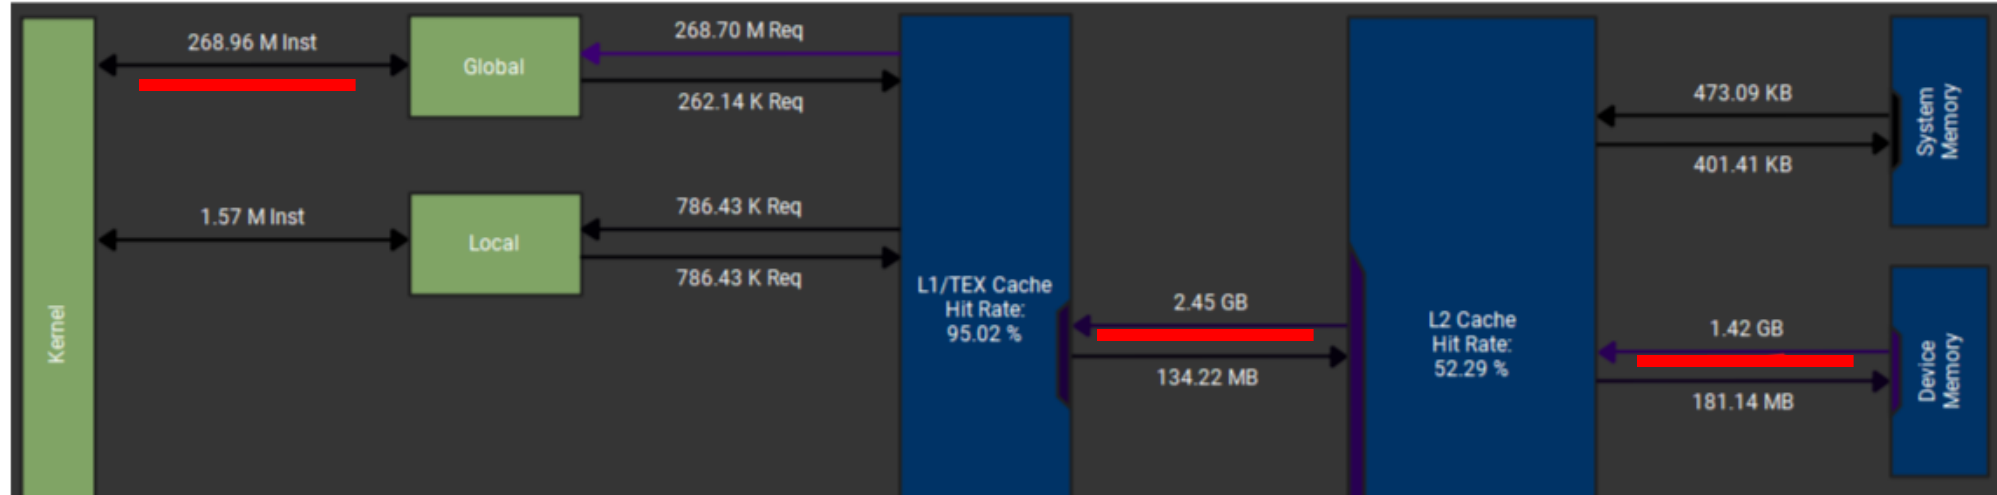 268.96 M Inst
Global
268.70 M Req
262.14 K Req
1.57 M Inst
Local
786.43 K Req
786.43 K Req
Kernel
L1/TEX Cache
Hit Rate:
95.02 %
2.45 GB
134.22 MB
L2 Cache
Hit Rate:
52.29 %
473.09 KB
401.41 KB
System
Memory
1.42 GB
181.14 MB
Device
Memory